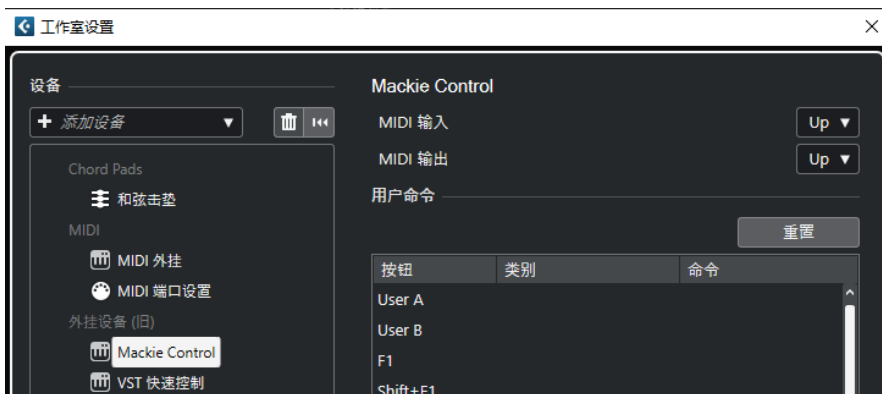 工作室设置
设备
添加设备
Chord Pads
和弦击垫
MIDI
MIDI 外挂
MIDI 端口设置
外挂设备 (旧)
Mackie Control
VST 快速控制
Mackie Control
MIDI 输入 Up
MIDI 输出 Up
用户命令
重置
按钮 类别 命令
User A
User B
F1
Shift+F1